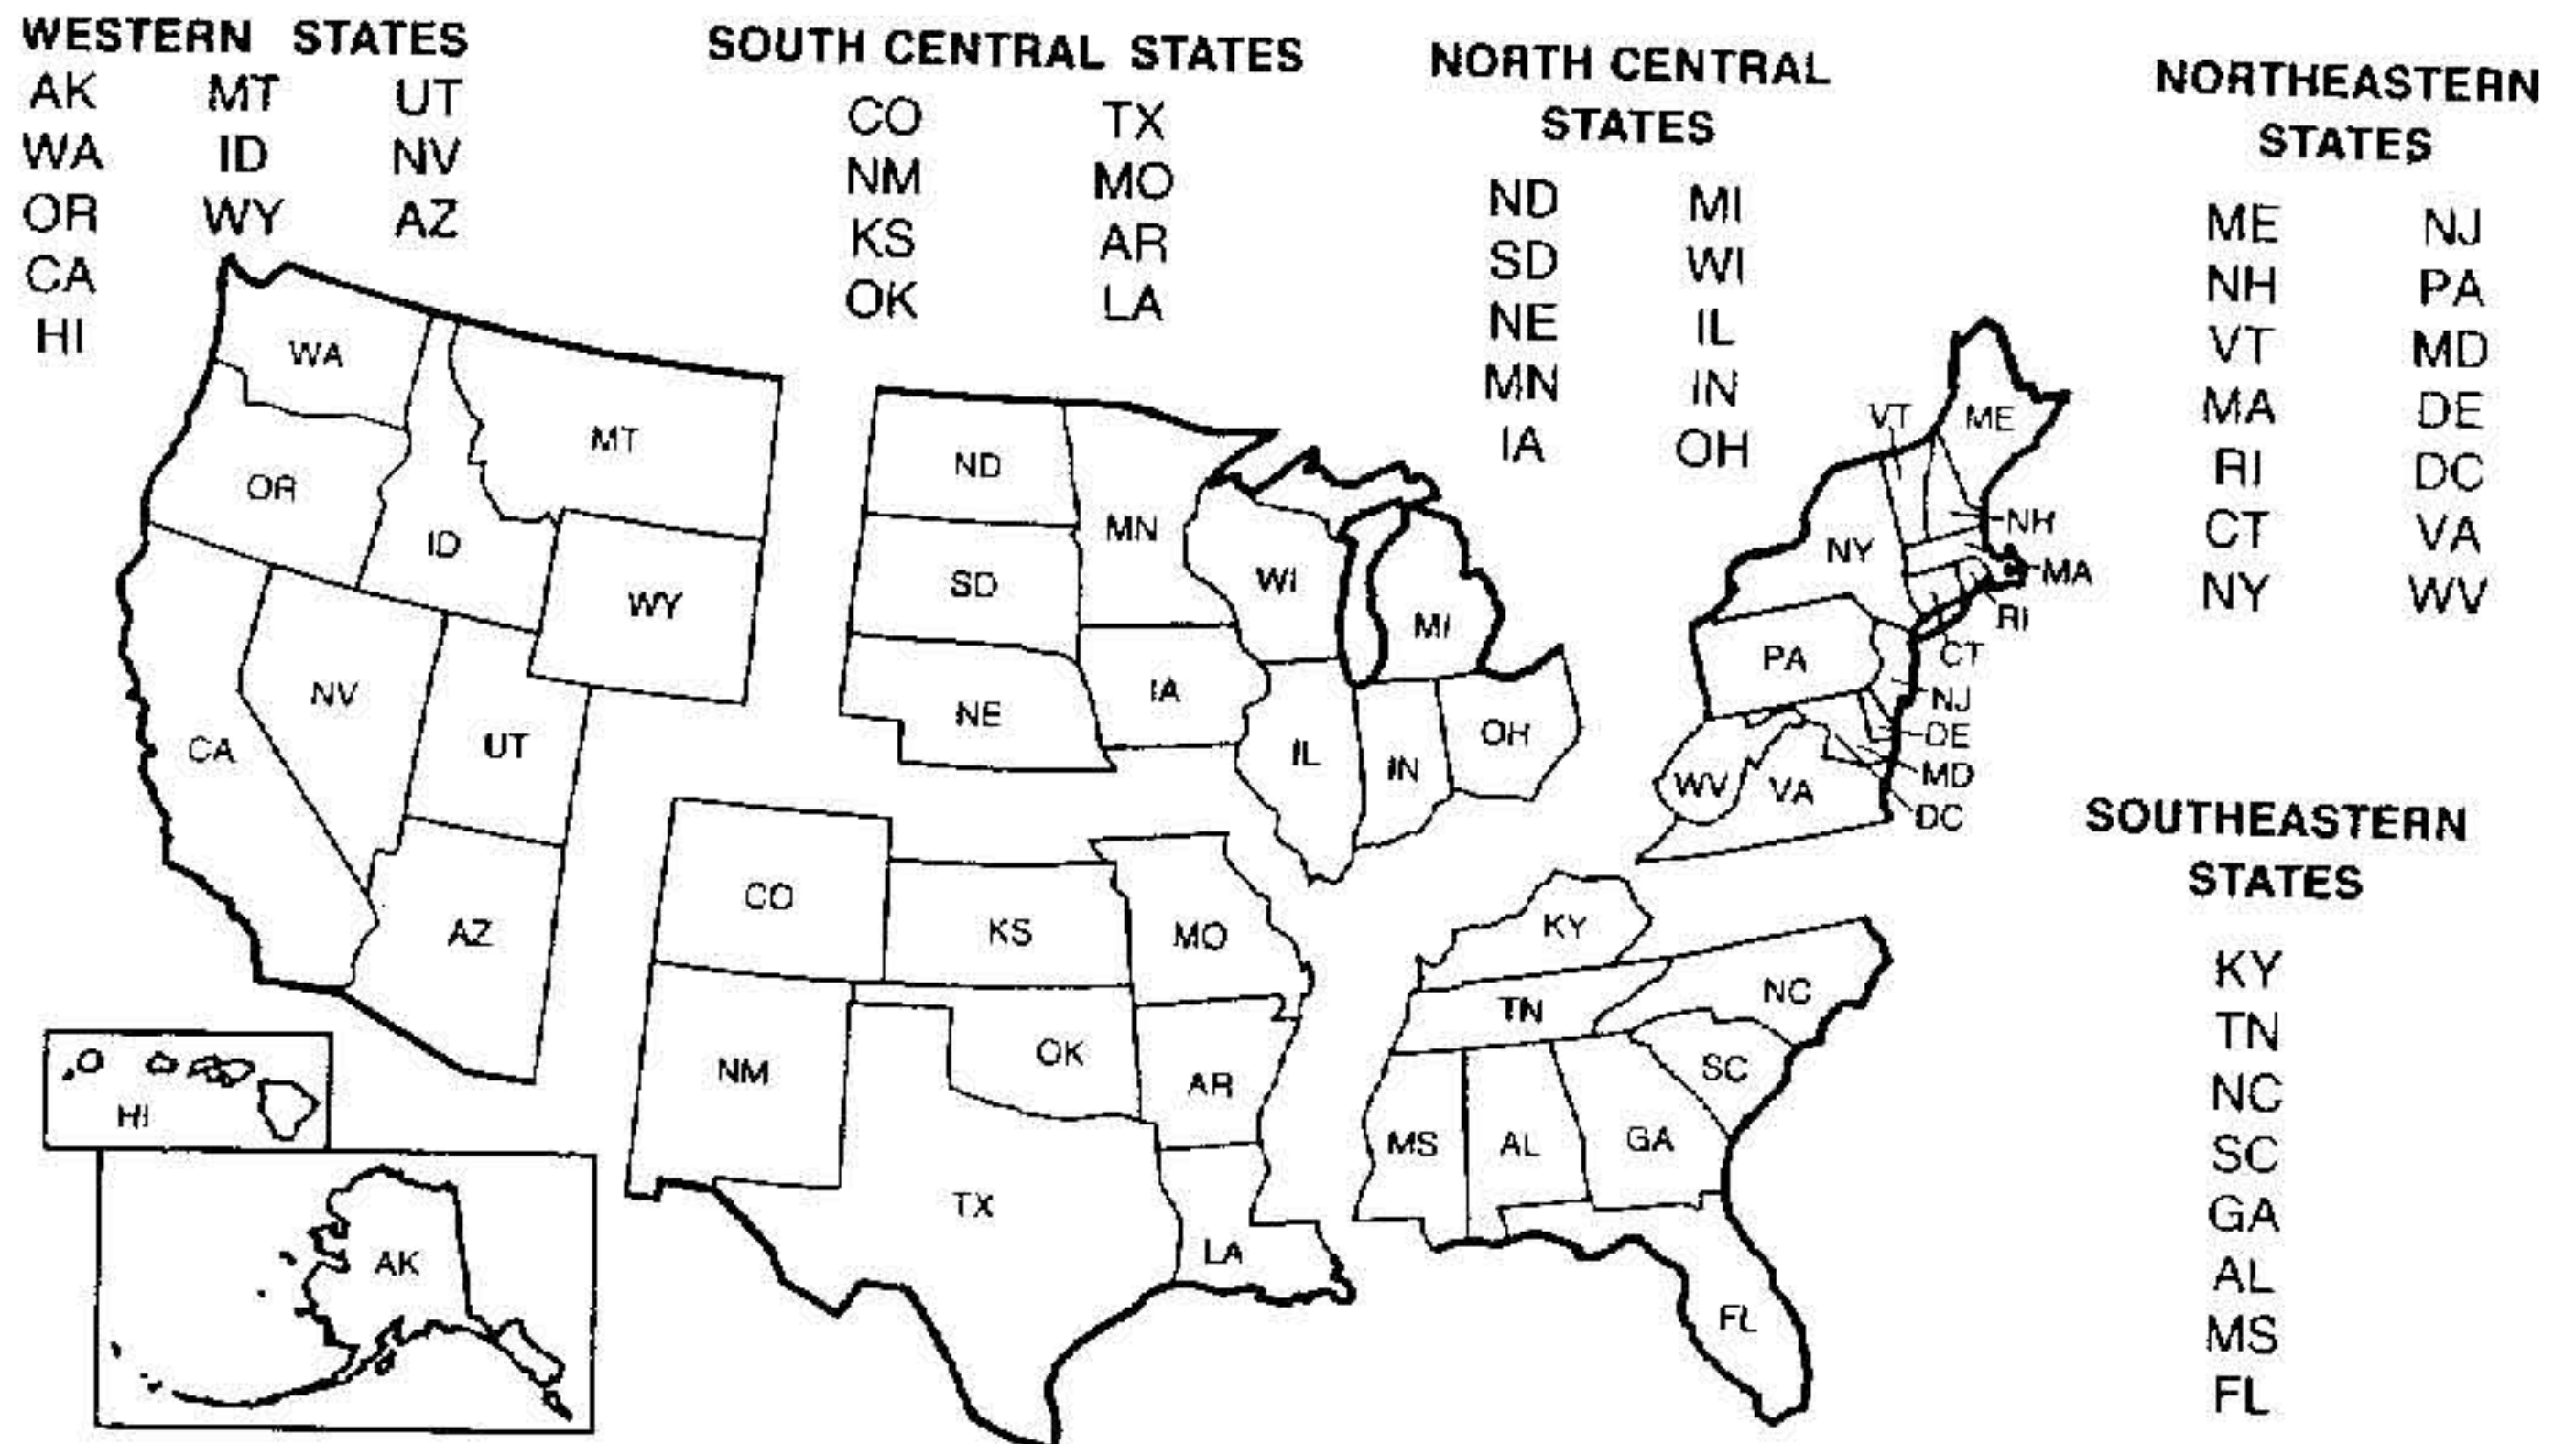 WESTERN STATES
AK MT UT
WA ID NV
OR WY AZ
CA
HI
SOUTH CENTRAL STATES
CO TX
NM MO
KS AR
OK LA
NORTH CENTRAL
STATES
ND MI
SD WI
NE IL
MN IN
IA OH
NORTHEASTERN
STATES
ME NJ
NH PA
VT MD
MA DE
RI DC
CT VA
NY WV
SOUTHEASTERN
STATES
KY
TN
NC
SC
GA
AL
MS
FL
WA
MT
OR
ID
WY
NV
UT
CA
AZ
HI
AK
ND
MN
SD
WI
MI
NE
IA
IL
IN
OH
CO
KS
MO
NM
OK
AR
TX
LA
VT
ME
NH
NY
MA
RI
CT
PA
NJ
DE
MD
DC
WV
VA
KY
TN
NC
SC
MS
AL
GA
FL